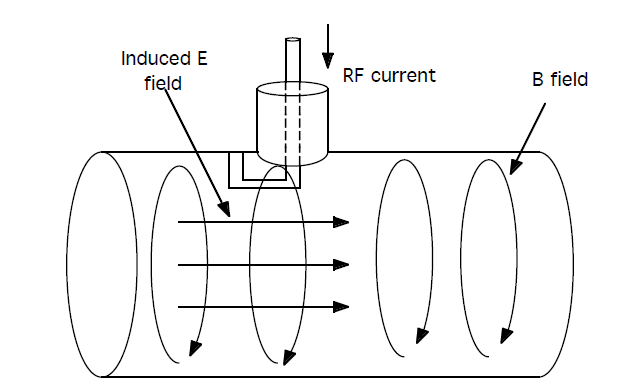 Induced E
field
RF current
B field